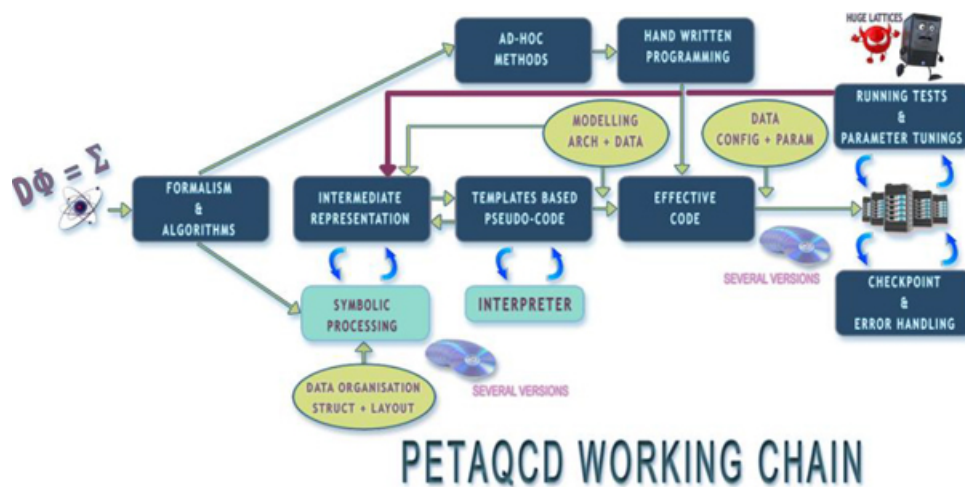 HUGE LATTICES
AD-HOC
METHODS
HAND WRITTEN
PROGRAMMING
RUNNING TESTS
&
PARAMETER TUNINGS
MODELLING
ARCH + DATA
DATA
CONFIG + PARAM
DΦ = Σ
FORMALISM
&
ALGORITHMS
INTERMEDIATE
REPRESENTATION
TEMPLATES BASED
PSEUDO-CODE
EFFECTIVE
CODE
SEVERAL VERSIONS
CHECKPOINT
&
ERROR HANDLING
SYMBOLIC
PROCESSING
INTERPRETER
SEVERAL VERSIONS
DATA ORGANISATION
STRUCT + LAYOUT
PETAQCD WORKING CHAIN